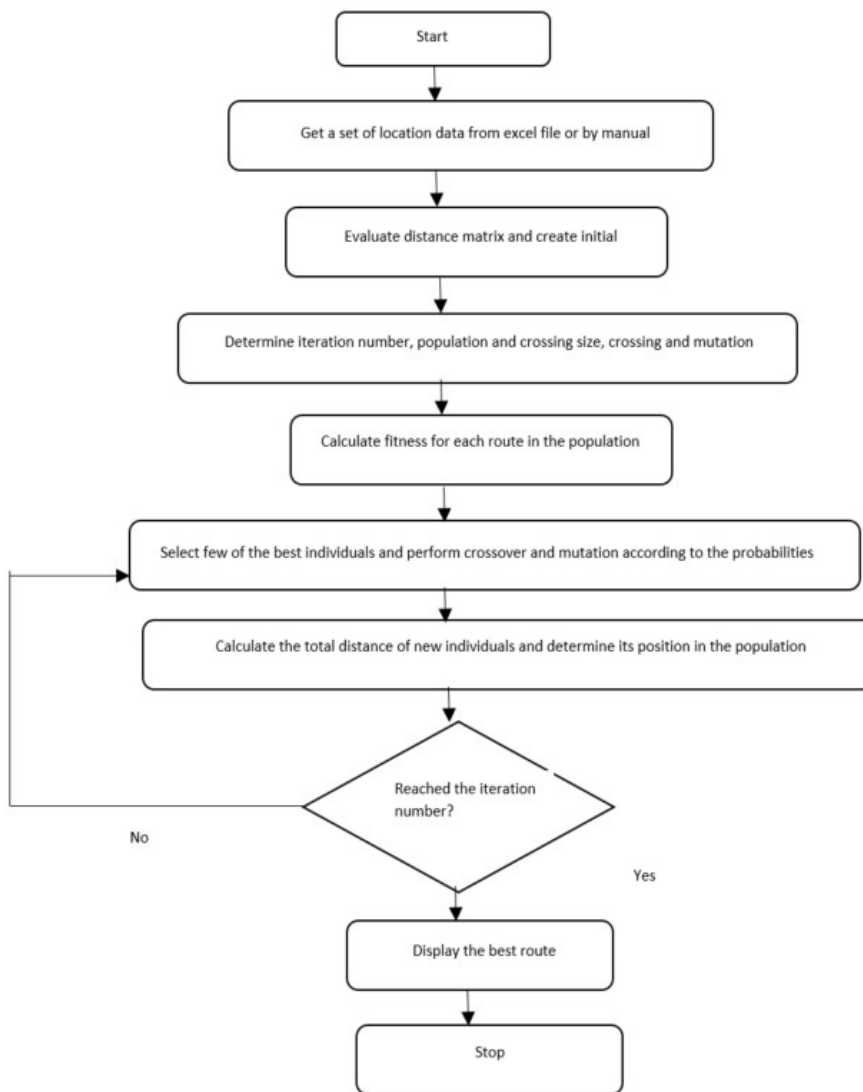 Start
Get a set of location data from excel file or by manual
Evaluate distance matrix and create initial
Determine iteration number, population and crossing size, crossing and mutation
Calculate fitness for each route in the population
Select few of the best individuals and perform crossover and mutation according to the probabilities
Calculate the total distance of new individuals and determine its position in the population
Reached the iteration
number?
No
Yes
Display the best route
Stop